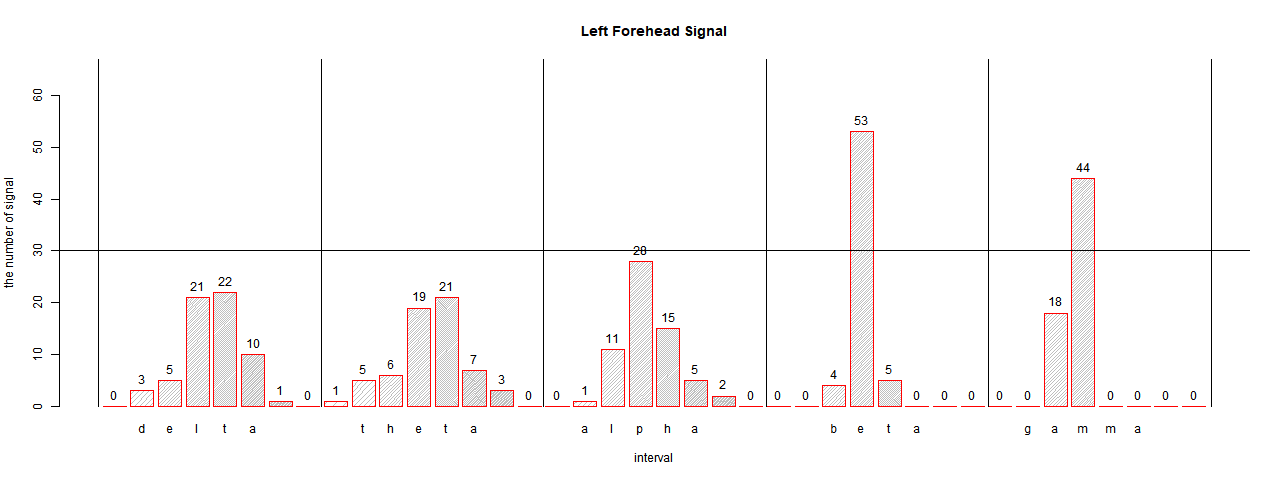 Left Forehead Signal
the number of signal
60
50
40
30
20
10
0
0 3 5 21 22 10 1 0
1 5 6 19 21 7 3 0
0 1 11 28 15 5 2 0
0 0 4 53 5 0 0 0
0 0 18 44 0 0 0 0
d e l t a t h e t a a l p h a b e t a g a m m a
interval